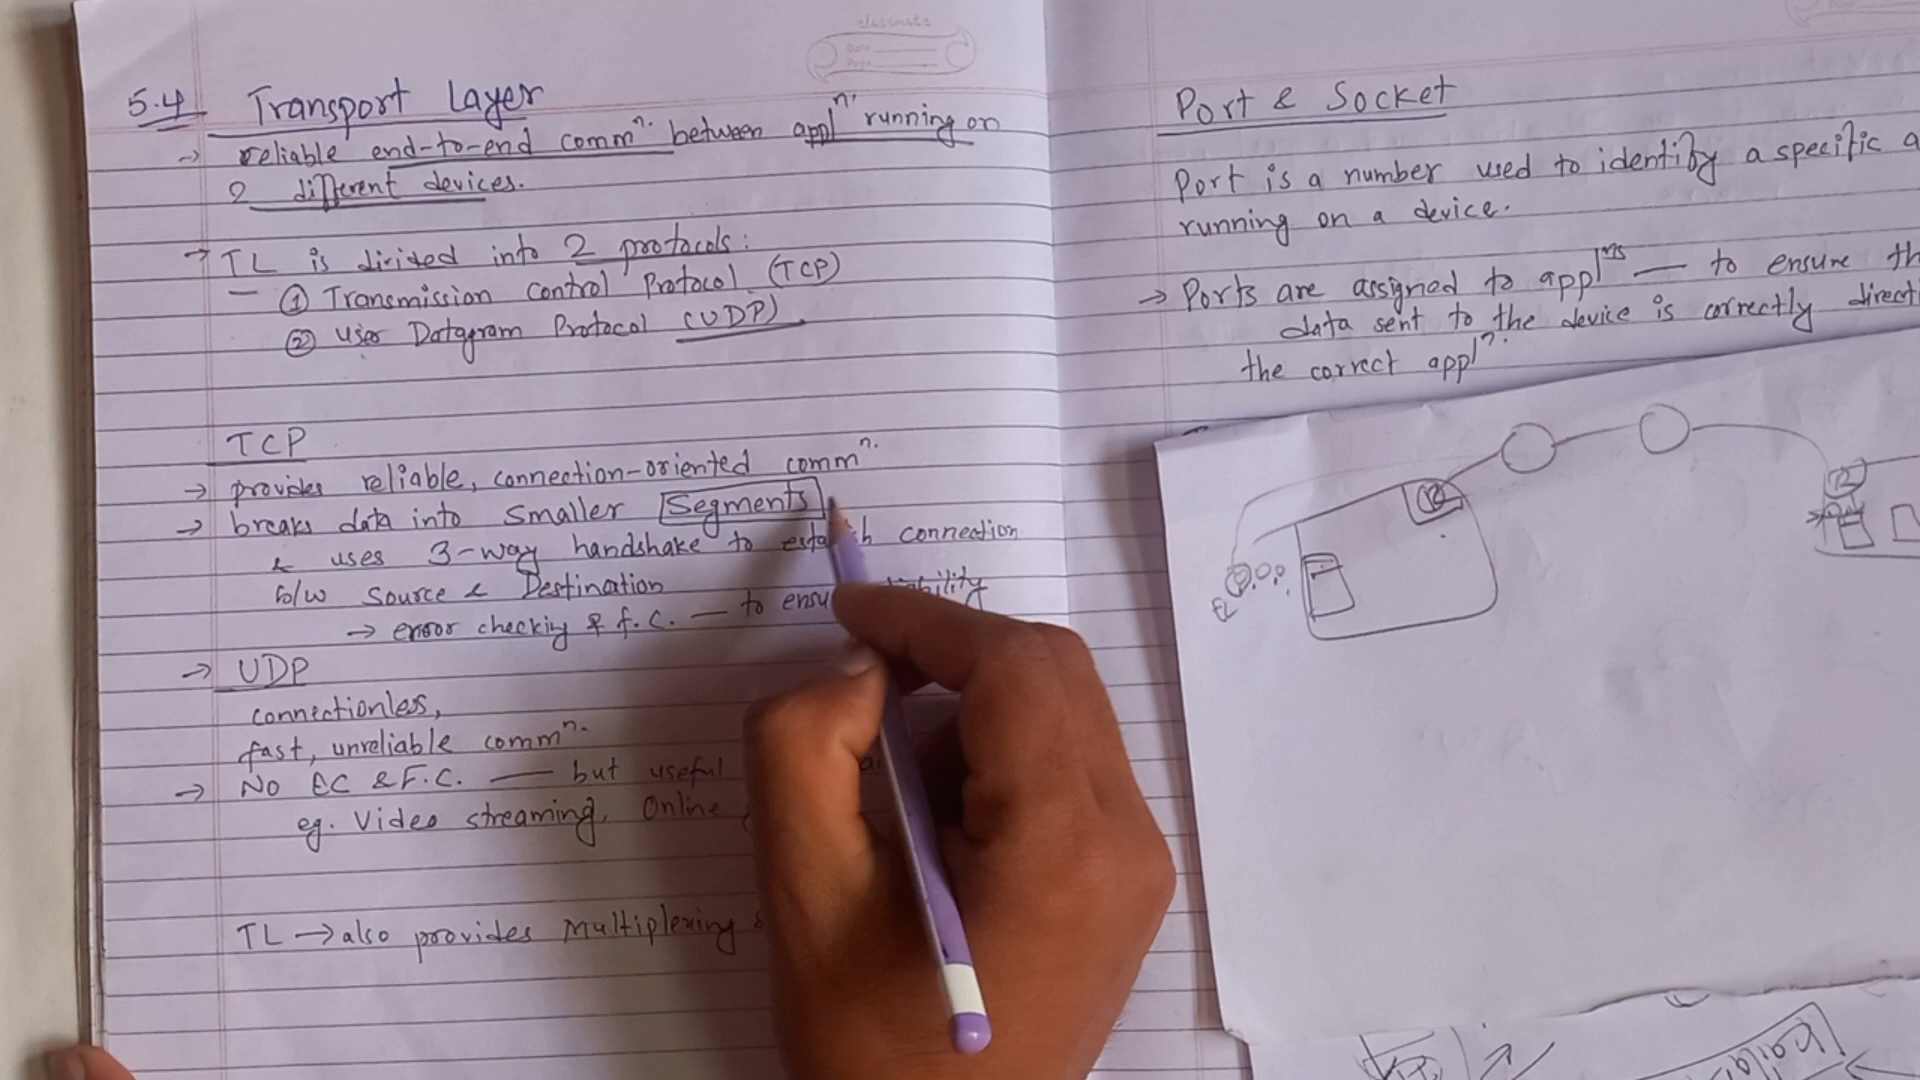 classmate
Date
Page
5.4 Transport Layer
→ reliable end-to-end commⁿ. between applⁿ. running on
2 different devices.
→ TL is divided into 2 protocols:
— ① Transmission Control Protocol (TCP)
② User Datagram Protocol (UDP).
TCP
→ provides reliable, connection-oriented commⁿ.
→ breaks data into smaller Segments
& uses 3-way handshake to connection
b/w Source & Destination
→ error checking & f.C. — to
→ UDP
connectionless,
fast, unreliable commⁿ.
→ NO EC & F.C. — but useful
eg. Video streaming, Online
TL → also provides Multiplexing
Port & Socket
Port is a number used to identify a specific
running on a device.
→ Ports are assigned to applⁿˢ — to ensure
data sent to the device is correctly
the correct applⁿ.
R
R